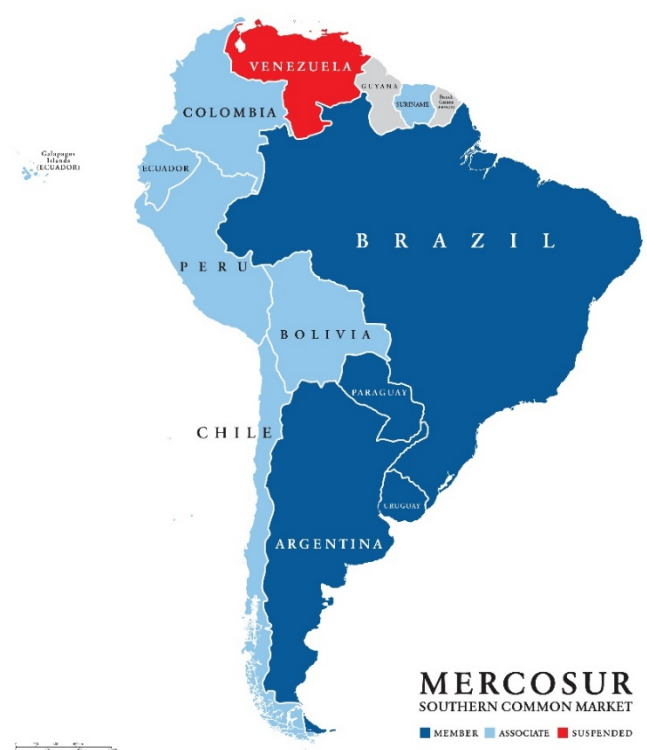 VENEZUELA
GUYANA
SURINAME
COLOMBIA
Galapagos
Islands
(ECUADOR)
ECUADOR
BRAZIL
PERU
BOLIVIA
PARAGUAY
CHILE
URUGUAY
ARGENTINA
MERCOSUR
SOUTHERN COMMON MARKET
MEMBER ASSOCIATE SUSPENDED